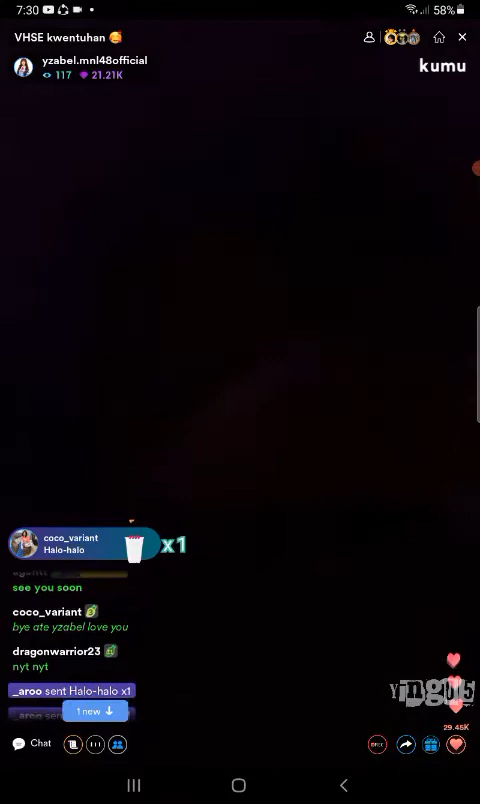 7:30
58%
VHSE kwentuhan 🥰
yzabel.mnl48official
117 21.21K
kumu
coco_variant
Halo-halo
x1
see you soon
coco_variant
bye ate yzabel love you
dragonwarrior23
nyt nyt
_aroo sent Halo-halo x1
1 new ↓
29.45K
Chat